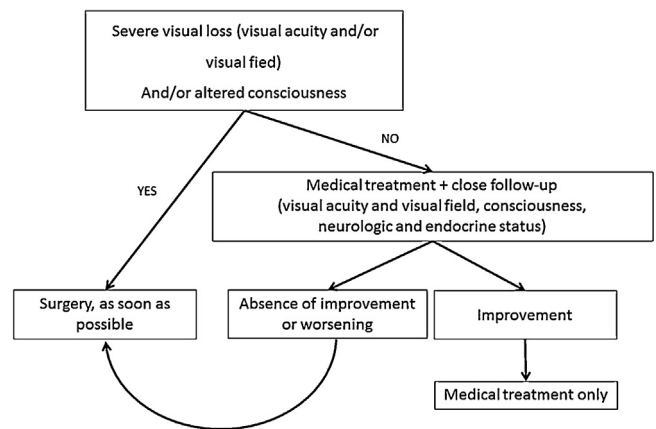 Severe visual loss (visual acuity and/or
visual fied)
And/or altered consciousness
YES
NO
Medical treatment + close follow-up
(visual acuity and visual field, consciousness,
neurologic and endocrine status)
Surgery, as soon as
possible
Absence of improvement
or worsening
Improvement
Medical treatment only